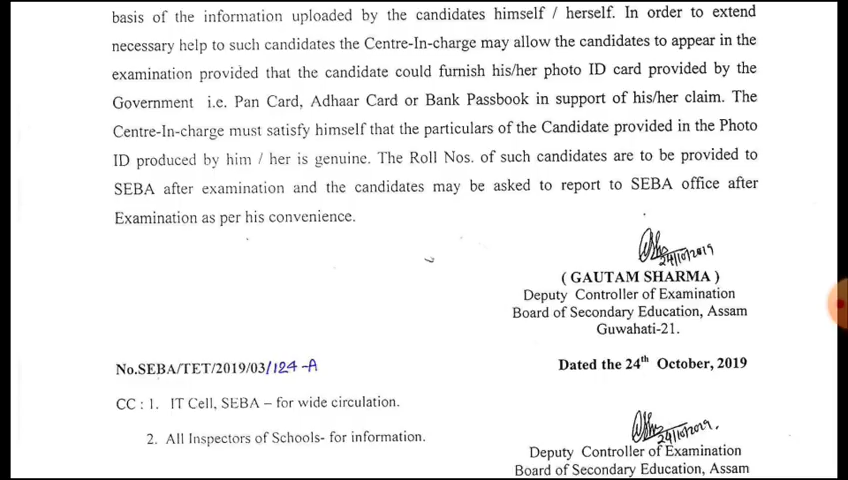 basis of the information uploaded by the candidates himself / herself. In order to extend
necessary help to such candidates the Centre-In-charge may allow the candidates to appear in the
examination provided that the candidate could furnish his/her photo ID card provided by the
Government i.e. Pan Card, Adhaar Card or Bank Passbook in support of his/her claim. The
Centre-In-charge must satisfy himself that the particulars of the Candidate provided in the Photo
ID produced by him / her is genuine. The Roll Nos. of such candidates are to be provided to
SEBA after examination and the candidates may be asked to report to SEBA office after
Examination as per his convenience.
24/10/2019
( GAUTAM SHARMA )
Deputy Controller of Examination
Board of Secondary Education, Assam
Guwahati-21.
No.SEBA/TET/2019/03/124-A Dated the 24th October, 2019
CC : 1. IT Cell, SEBA – for wide circulation.
2. All Inspectors of Schools- for information.
24/10/2019.
Deputy Controller of Examination
Board of Secondary Education, Assam